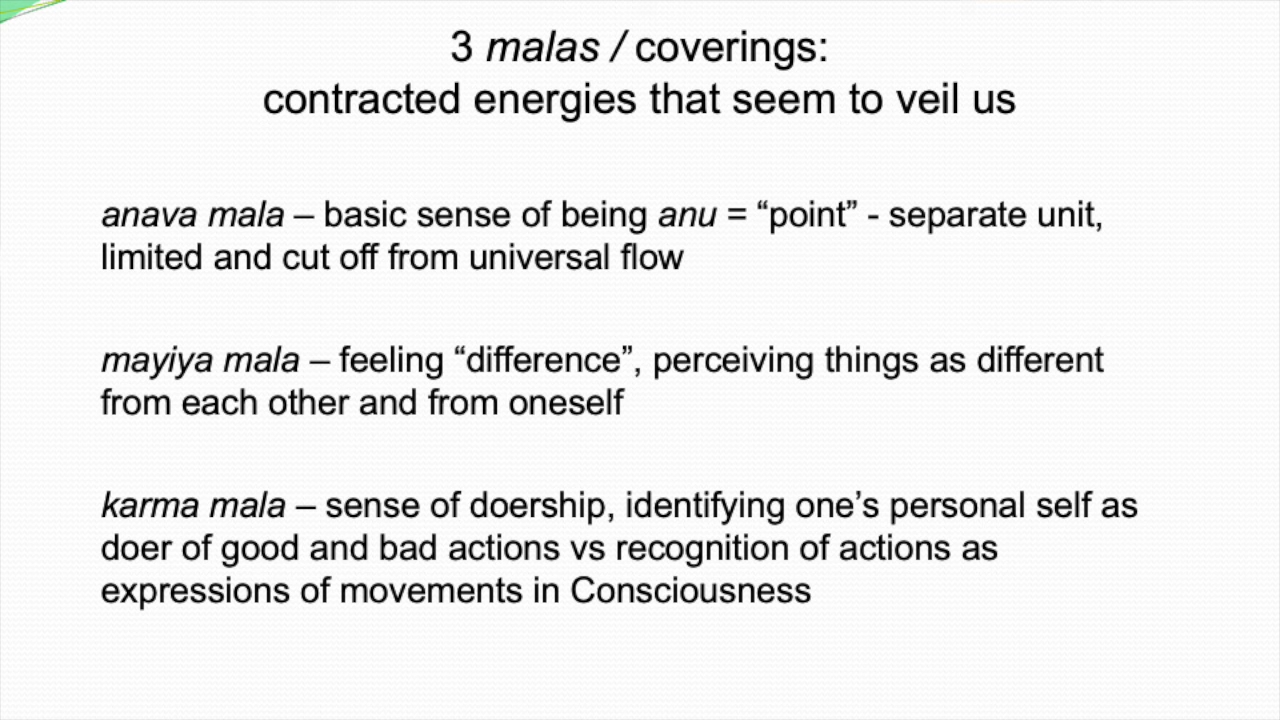 3 malas / coverings:
contracted energies that seem to veil us
anava mala – basic sense of being anu = “point” - separate unit,
limited and cut off from universal flow
mayiya mala – feeling “difference”, perceiving things as different
from each other and from oneself
karma mala – sense of doership, identifying one’s personal self as
doer of good and bad actions vs recognition of actions as
expressions of movements in Consciousness